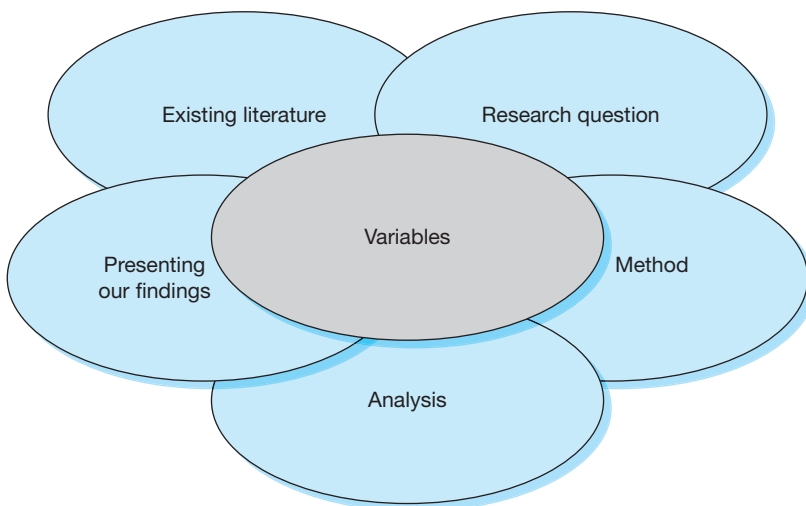 Existing literature
Research question
Variables
Presenting
our findings
Method
Analysis